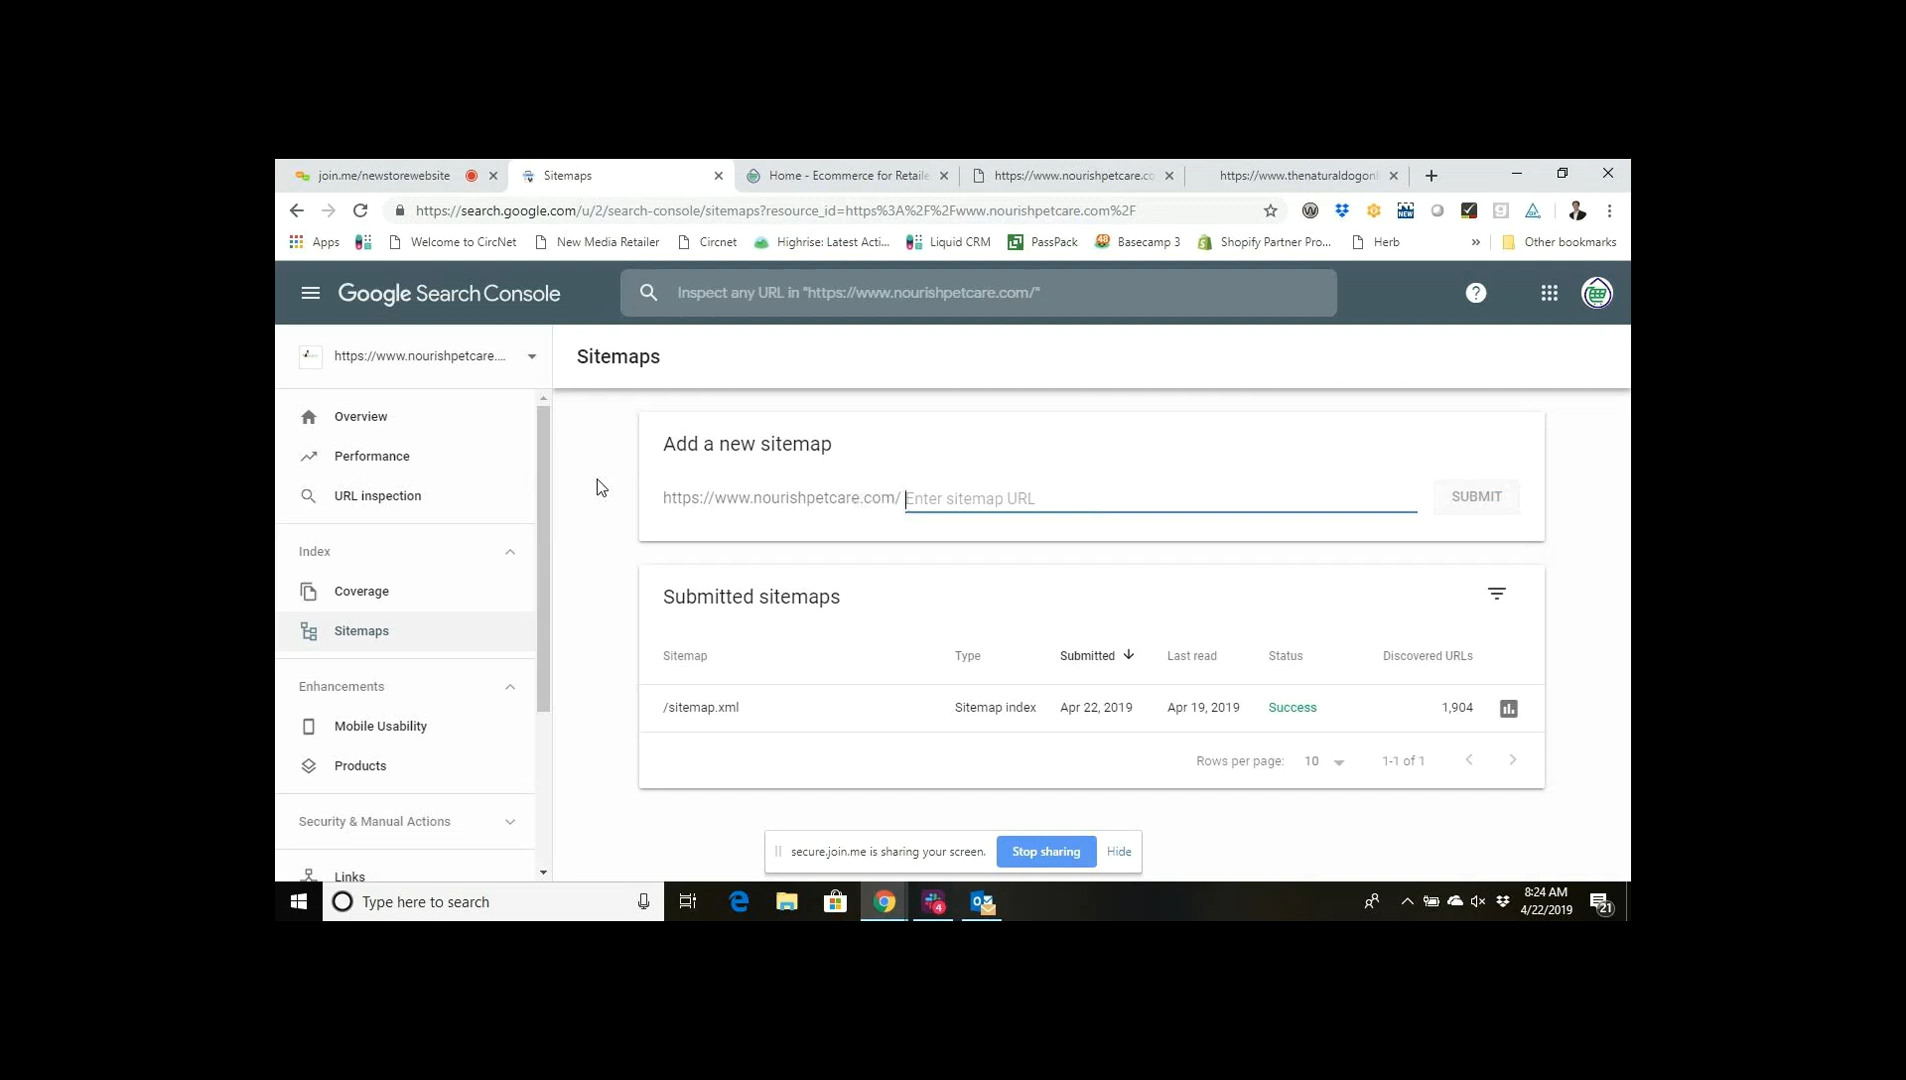 join.me/newstorewebsite
Sitemaps
Home - Ecommerce for Retaile
https://www.nourishpetcare.co
https://www.thenaturaldogonl
https://search.google.com/u/2/search-console/sitemaps?resource_id=https%3A%2F%2Fwww.nourishpetcare.com%2F
NEW
Apps
Welcome to CircNet
New Media Retailer
Circnet
Highrise: Latest Acti...
Liquid CRM
PassPack
Basecamp 3
Shopify Partner Pro...
Herb
»
Other bookmarks
Google Search Console
Inspect any URL in "https://www.nourishpetcare.com/"
https://www.nourishpetcare....
Sitemaps
Overview
Performance
URL inspection
Index
Coverage
Sitemaps
Enhancements
Mobile Usability
Products
Security & Manual Actions
Links
Add a new sitemap
https://www.nourishpetcare.com/ Enter sitemap URL
SUBMIT
Submitted sitemaps
Sitemap Type Submitted Last read Status Discovered URLs
/sitemap.xml Sitemap index Apr 22, 2019 Apr 19, 2019 Success 1,904
Rows per page: 10 1-1 of 1
secure.join.me is sharing your screen. Stop sharing Hide
Type here to search
4
8:24 AM
4/22/2019
21